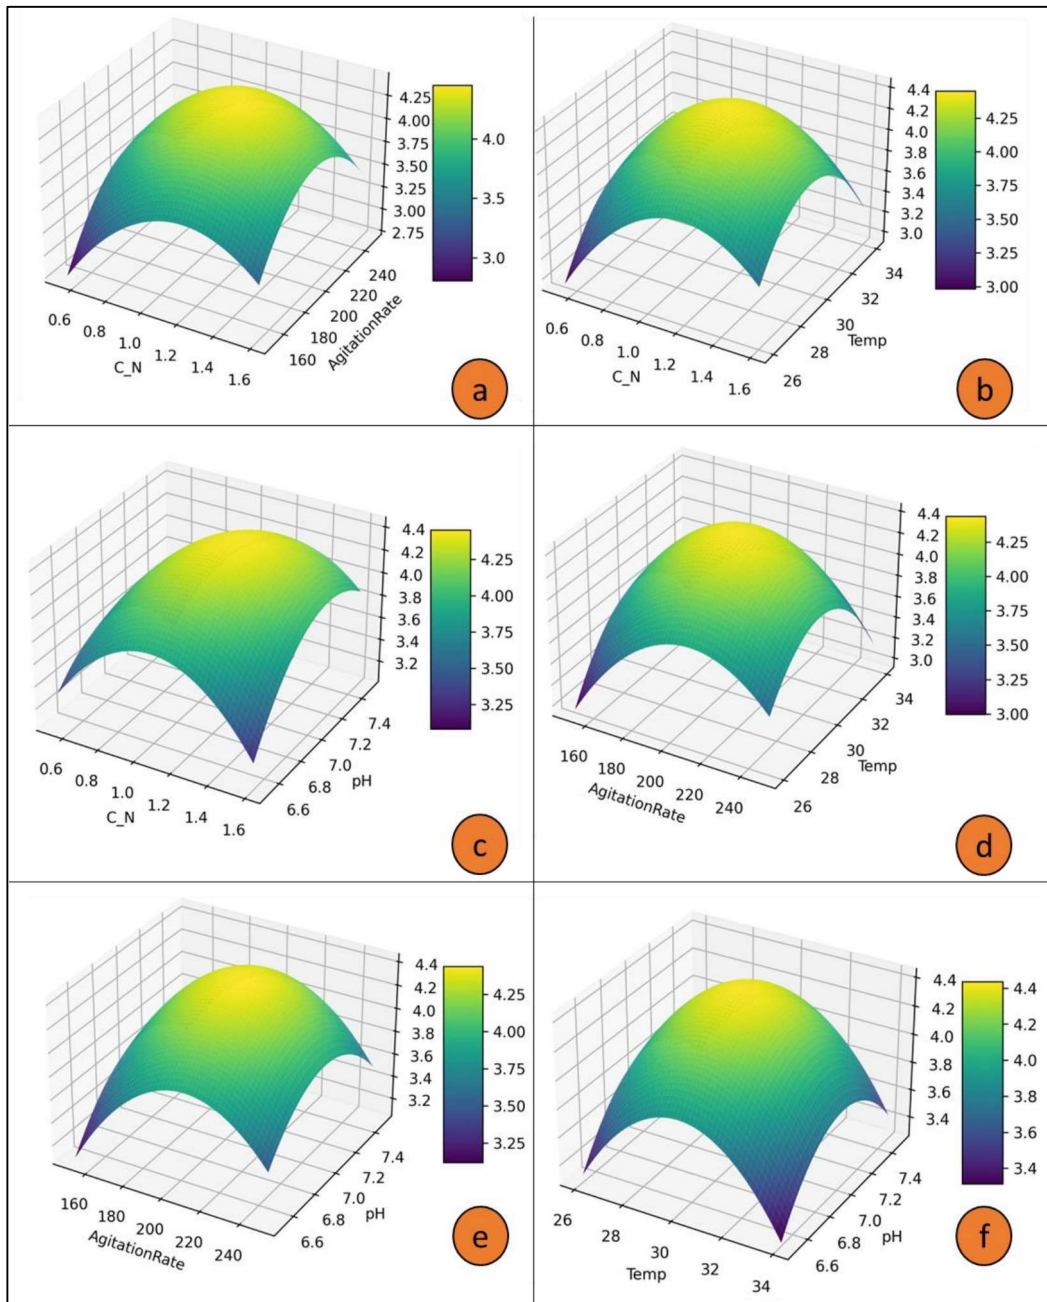 4.25
4.00
3.75
3.50
3.25
3.00
2.75
4.0
3.5
3.0
0.6 0.8 1.0 1.2 1.4 1.6
C_N
160 180 200 220 240
AgitationRate
a
4.4
4.2
4.0
3.8
3.6
3.4
3.2
3.0
4.25
4.00
3.75
3.50
3.25
3.00
0.6 0.8 1.0 1.2 1.4 1.6
C_N
26 28 30 32 34
Temp
b
4.4
4.2
4.0
3.8
3.6
3.4
3.2
4.25
4.00
3.75
3.50
3.25
0.6 0.8 1.0 1.2 1.4 1.6
C_N
6.6 6.8 7.0 7.2 7.4
pH
c
4.4
4.2
4.0
3.8
3.6
3.4
3.2
3.0
4.25
4.00
3.75
3.50
3.25
3.00
160 180 200 220 240
AgitationRate
26 28 30 32 34
Temp
d
4.4
4.2
4.0
3.8
3.6
3.4
3.2
4.25
4.00
3.75
3.50
3.25
160 180 200 220 240
AgitationRate
6.6 6.8 7.0 7.2 7.4
pH
e
4.4
4.2
4.0
3.8
3.6
3.4
4.4
4.2
4.0
3.8
3.6
3.4
26 28 30 32 34
Temp
6.6 6.8 7.0 7.2 7.4
pH
f